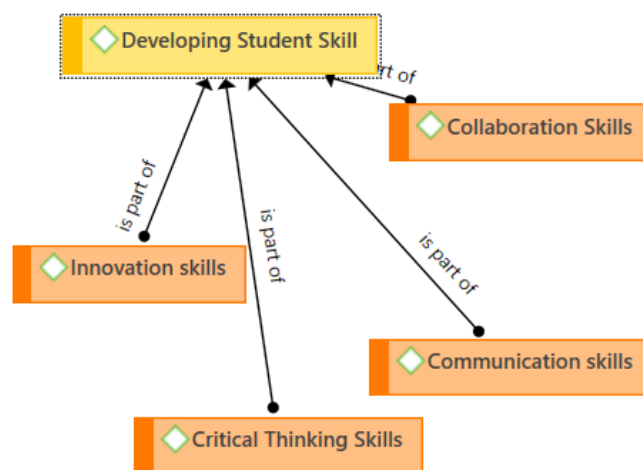 Developing Student Skill
part of
Collaboration Skills
is part of
is part of
is part of
Innovation skills
Communication skills
Critical Thinking Skills